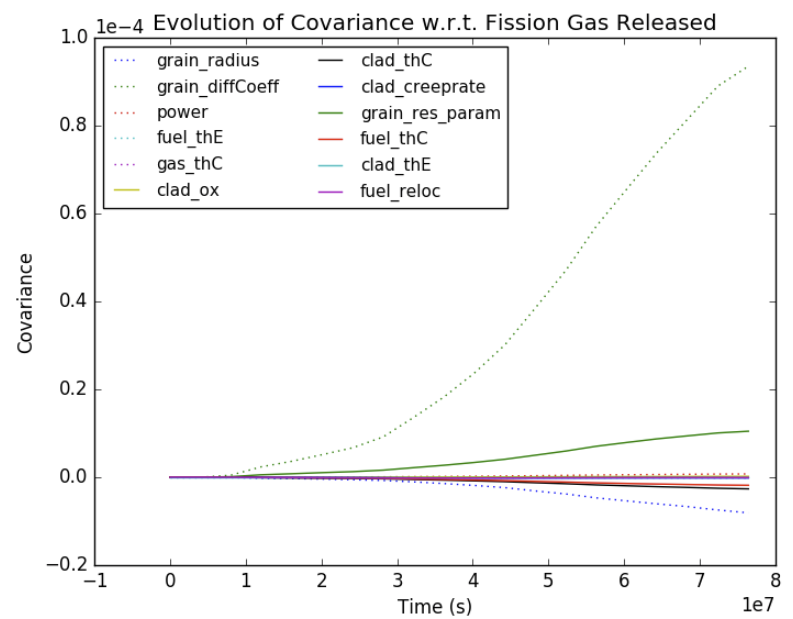 1e−4 Evolution of Covariance w.r.t. Fission Gas Released
1.0
0.8
0.6
0.4
0.2
0.0
−0.2
Covariance
grain_radius
grain_diffCoeff
power
fuel_thE
gas_thC
clad_ox
clad_thC
clad_creeprate
grain_res_param
fuel_thC
clad_thE
fuel_reloc
−1 0 1 2 3 4 5 6 7 8
1e7
Time (s)